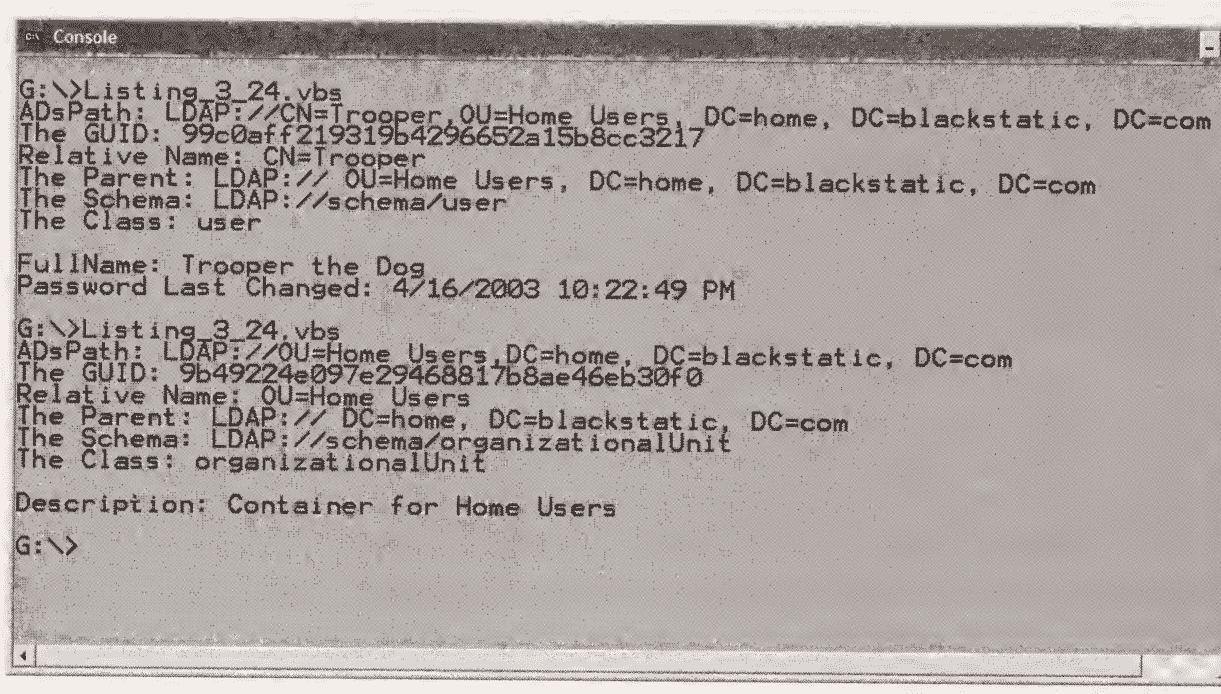 Console
G:\>Listing_3_24.vbs
ADsPath: LDAP://CN=Trooper,OU=Home Users, DC=home, DC=blackstatic, DC=com
The GUID: 99c0aff219319b4296652a15b8cc3217
Relative Name: CN=Trooper
The Parent: LDAP:// OU=Home Users, DC=home, DC=blackstatic, DC=com
The Schema: LDAP://schema/user
The Class: user
FullName: Trooper the Dog
Password Last Changed: 4/16/2003 10:22:49 PM
G:\>Listing_3_24.vbs
ADsPath: LDAP://OU=Home Users,DC=home, DC=blackstatic, DC=com
The GUID: 9b49224e097e29468817b8ae46eb30f0
Relative Name: OU=Home Users
The Parent: LDAP:// DC=home, DC=blackstatic, DC=com
The Schema: LDAP://schema/organizationalUnit
The Class: organizationalUnit
Description: Container for Home Users
G:\>